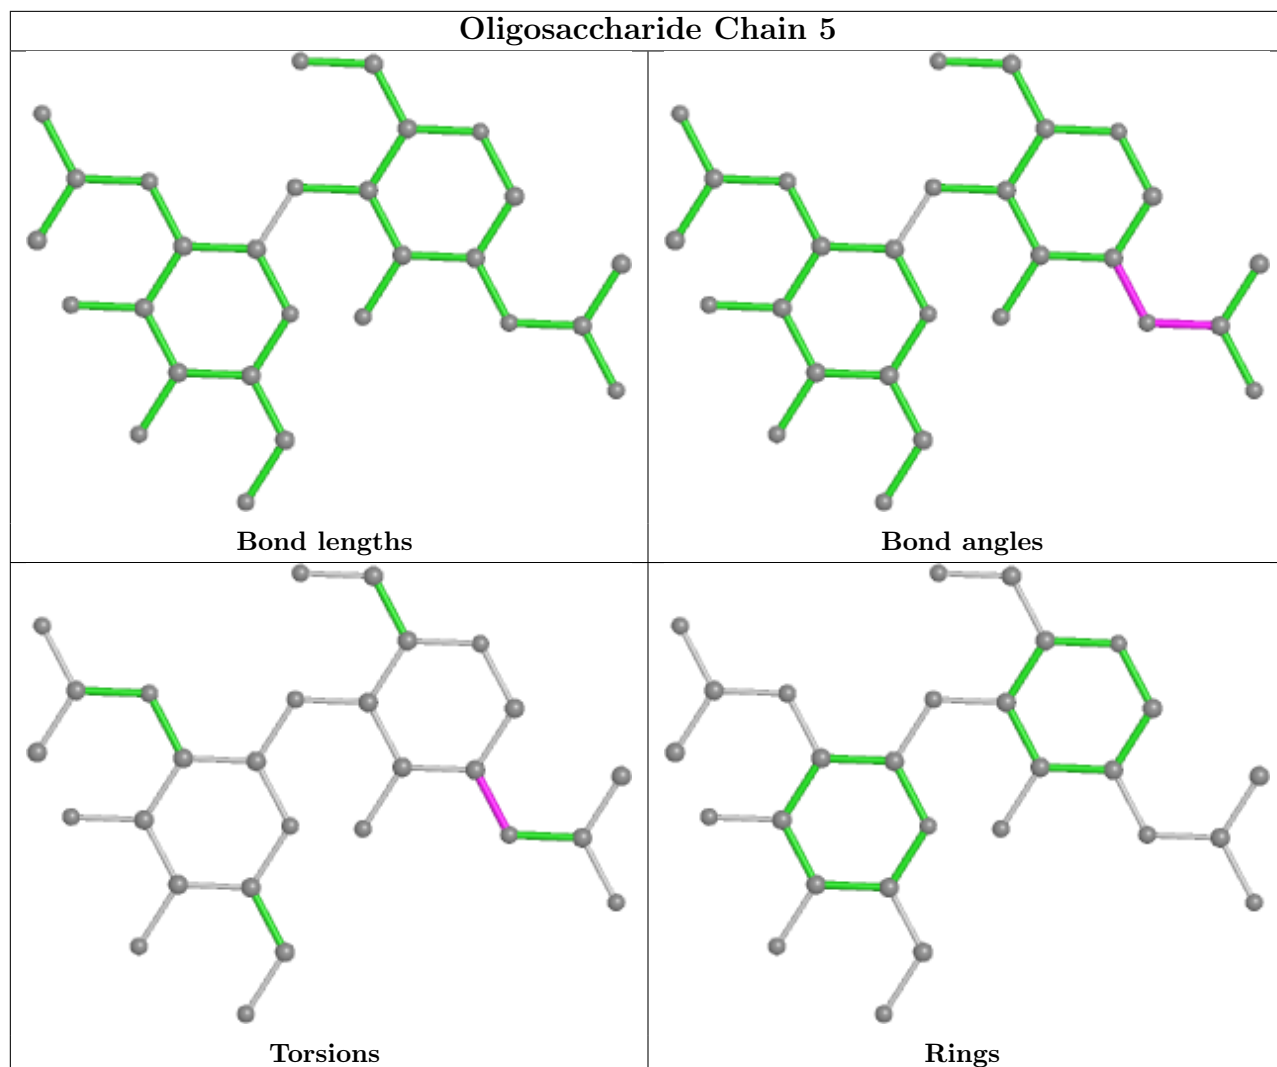 Oligosaccharide Chain 5
Bond lengths
Bond angles
Torsions
Rings